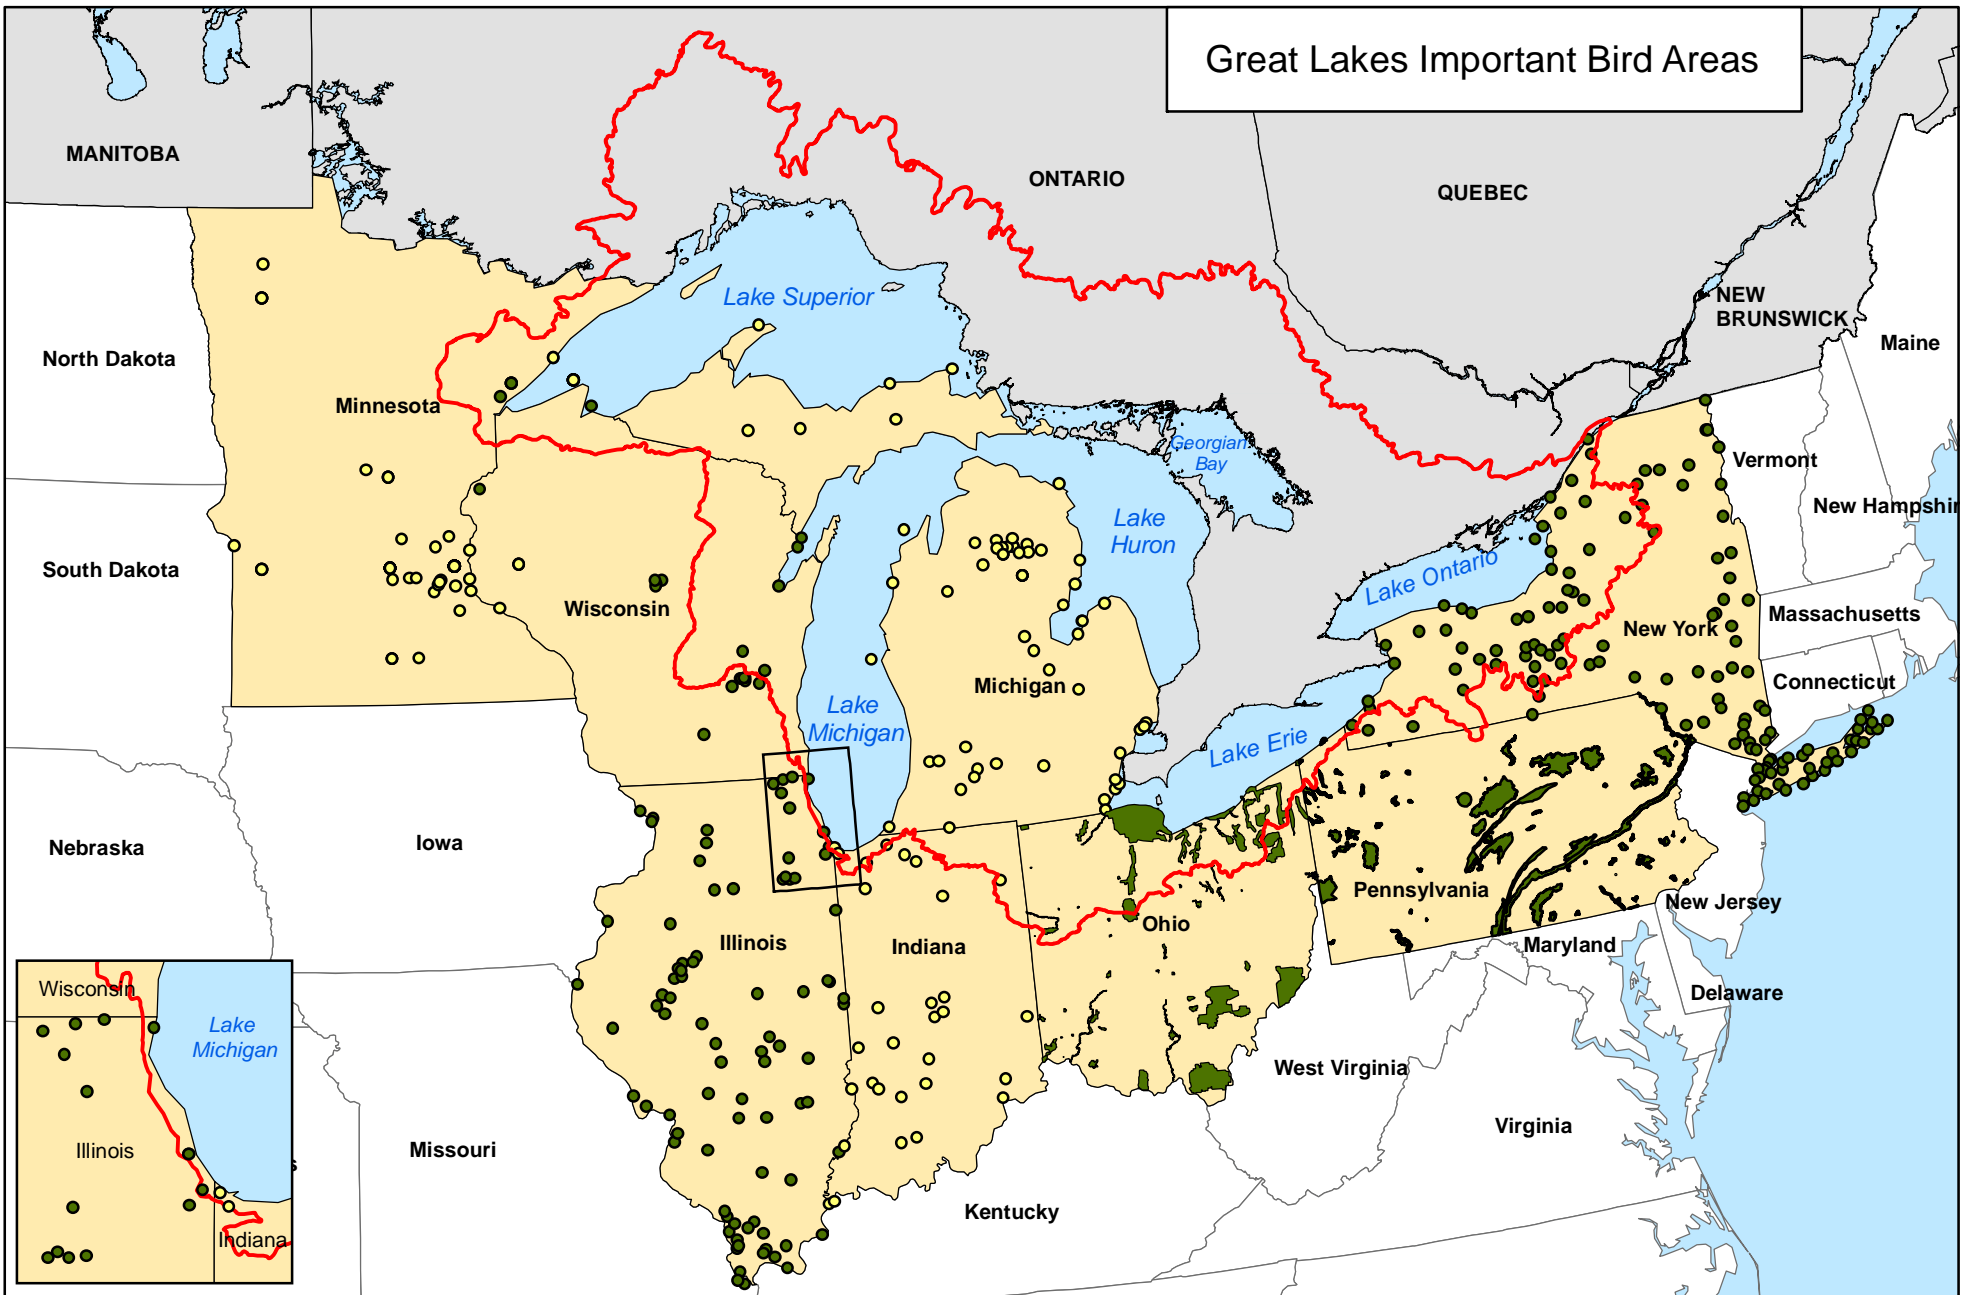 Great Lakes Important Bird Areas
MANITOBA
ONTARIO
QUEBEC
NEW
BRUNSWICK
Maine
North Dakota
Lake Superior
Minnesota
Georgian
Bay
Vermont
New Hampshir
South Dakota
Lake
Huron
Lake Ontario
Wisconsin
New York
Massachusetts
Michigan
Connecticut
Lake
Michigan
Lake Erie
Nebraska
Iowa
Pennsylvania
New Jersey
Illinois
Indiana
Ohio
Maryland
Delaware
West Virginia
Virginia
Missouri
Kentucky
Wisconsin
Lake
Michigan
Illinois
s
Indiana